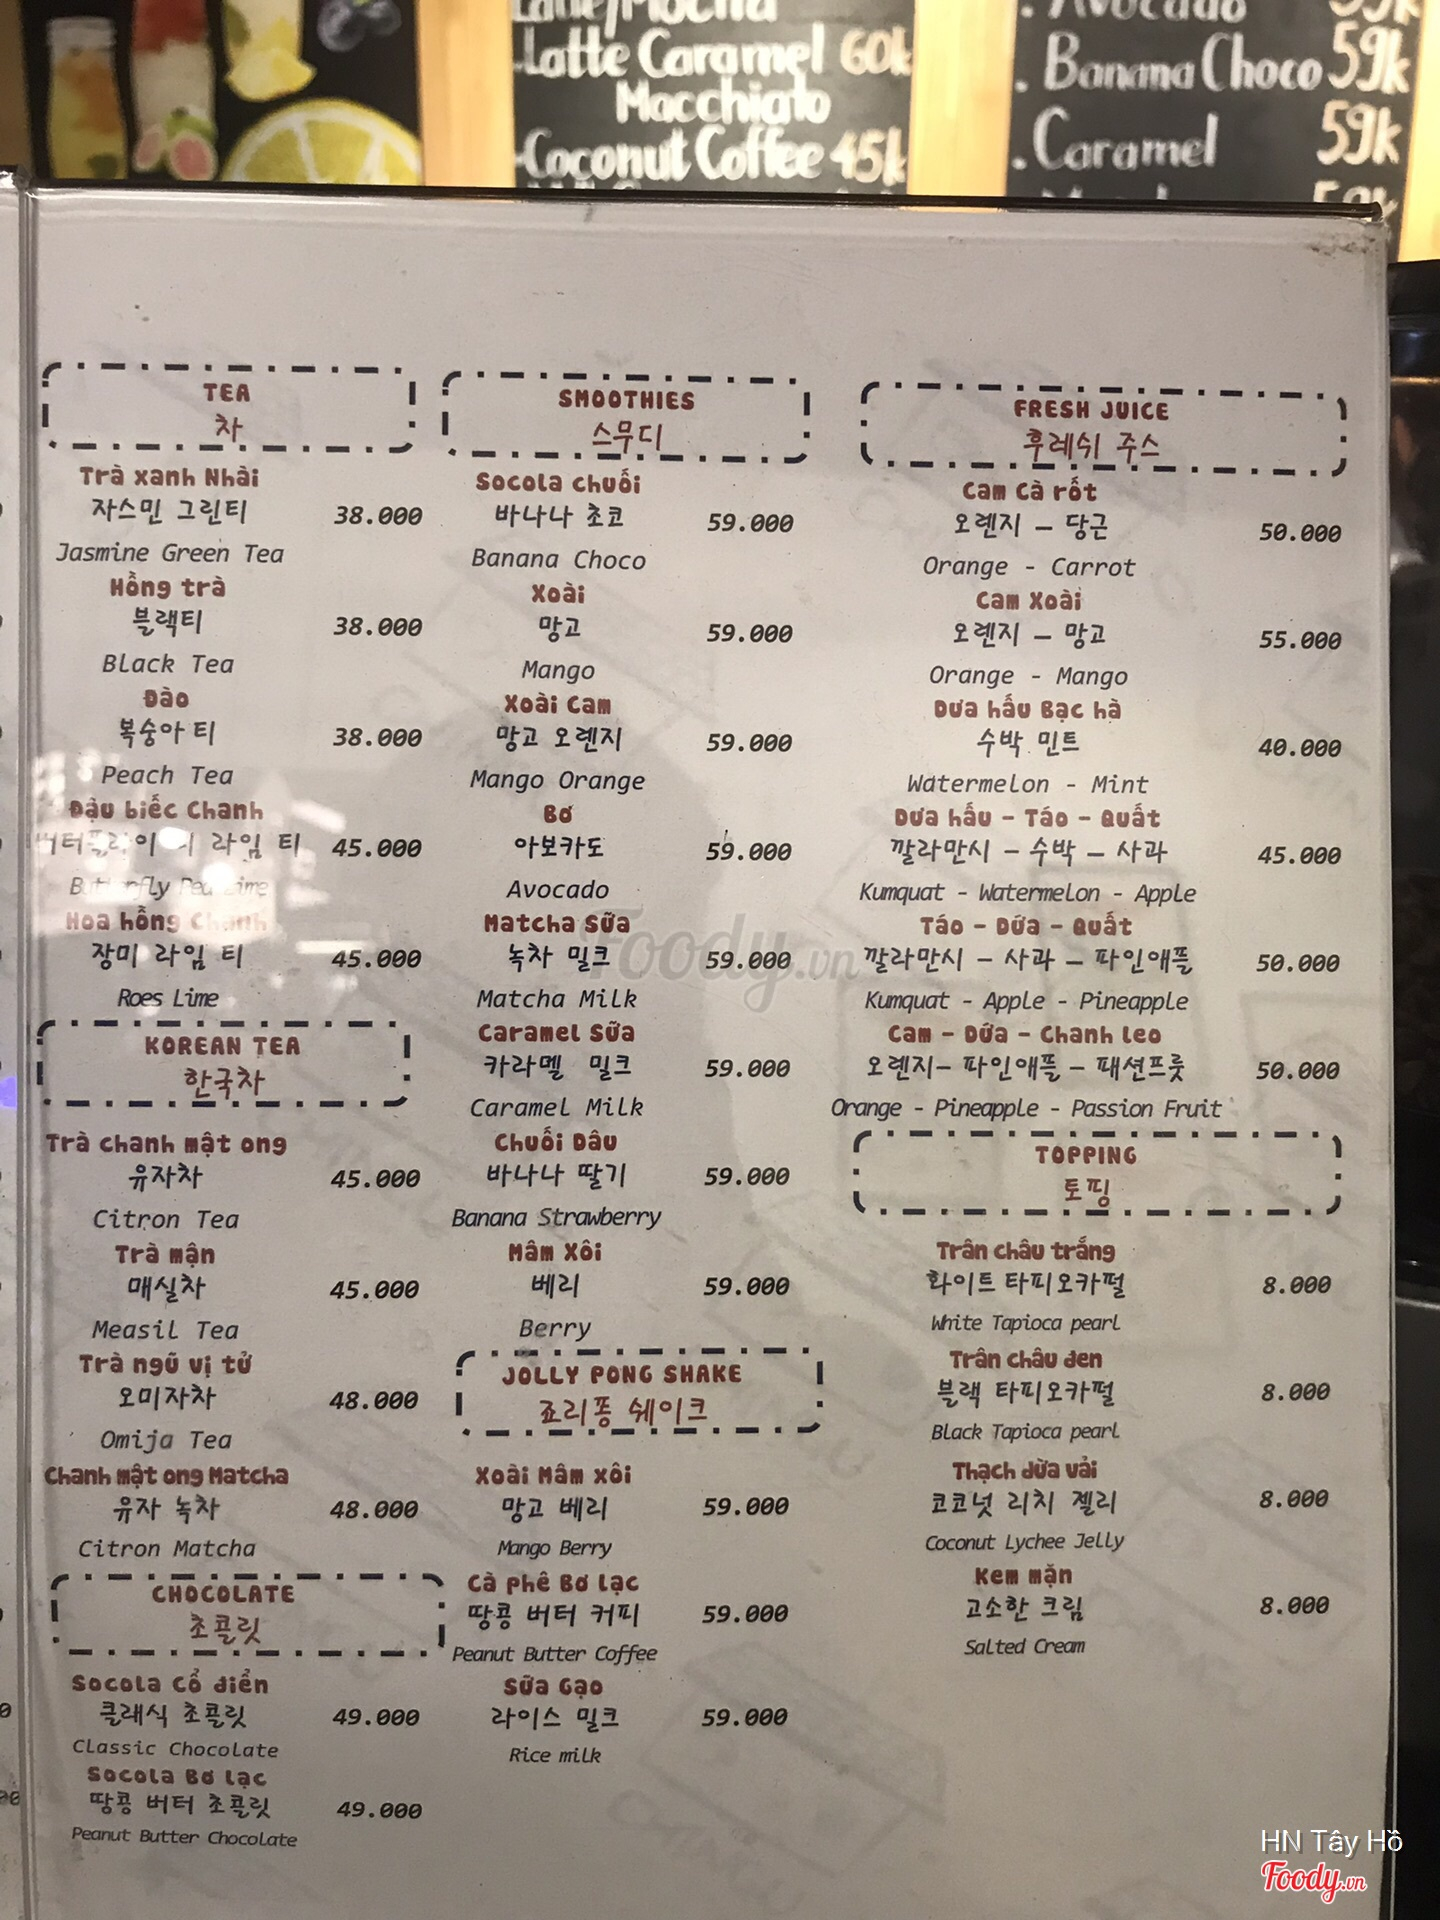 Latte/Mocha
Latte Caramel 60k
Macchiato
Coconut Coffee 45k
. Avocado 59k
. Banana Choco 59k
. Caramel 59k
TEA
차
Trà xanh Nhài
자스민 그린티 38.000
Jasmine Green Tea
Hồng trà
블랙티 38.000
Black Tea
Đào
복숭아 티 38.000
Peach Tea
Đậu biếc Chanh
라임 티 45.000
Butterfly Pea Lime
Hoa hồng Chanh
장미 라임 티 45.000
Roes Lime
KOREAN TEA
한국차
Trà chanh mật ong
유자차 45.000
Citron Tea
Trà mận
매실차 45.000
Measil Tea
Trà ngũ vị tử
오미자차 48.000
Omija Tea
Chanh mật ong Matcha
유자 녹차 48.000
Citron Matcha
CHOCOLATE
초콜릿
Socola Cổ điển
클래식 초콜릿 49.000
Classic Chocolate
Socola Bơ lạc
땅콩 버터 초콜릿 49.000
Peanut Butter Chocolate
SMOOTHIES
스무디
Socola chuối
바나나 초코 59.000
Banana Choco
Xoài
망고 59.000
Mango
Xoài Cam
망고 오렌지 59.000
Mango Orange
Bơ
아보카도 59.000
Avocado
Matcha Sữa
녹차 밀크 59.000
Matcha Milk
Caramel Sữa
카라멜 밀크 59.000
Caramel Milk
Chuối Dâu
바나나 딸기 59.000
Banana Strawberry
Mâm Xôi
베리 59.000
Berry
JOLLY PONG SHAKE
죠리퐁 쉐이크
Xoài Mâm xôi
망고 베리 59.000
Mango Berry
Cà phê Bơ lạc
땅콩 버터 커피 59.000
Peanut Butter Coffee
Sữa Gạo
라이스 밀크 59.000
Rice milk
FRESH JUICE
후레쉬 주스
Cam Cà rốt
오렌지 – 당근 50.000
Orange - Carrot
Cam Xoài
오렌지 – 망고 55.000
Orange - Mango
Dưa hấu Bạc hà
수박 민트 40.000
Watermelon - Mint
Dưa hấu - Táo - Quất
깔라만시 – 수박 – 사과 45.000
Kumquat - Watermelon - Apple
Táo - Dứa - Quất
깔라만시 – 사과 – 파인애플 50.000
Kumquat - Apple - Pineapple
Cam - Dứa - Chanh leo
오렌지– 파인애플 – 패션프룻 50.000
Orange - Pineapple - Passion Fruit
TOPPING
토핑
Trân châu trắng
화이트 타피오카펄 8.000
White Tapioca pearl
Trân châu đen
블랙 타피오카펄 8.000
Black Tapioca pearl
Thạch dừa vải
코코넛 리치 젤리 8.000
Coconut Lychee Jelly
Kem mặn
고소한 크림 8.000
Salted Cream
Foody.vn
HN Tây Hồ
Foody.vn